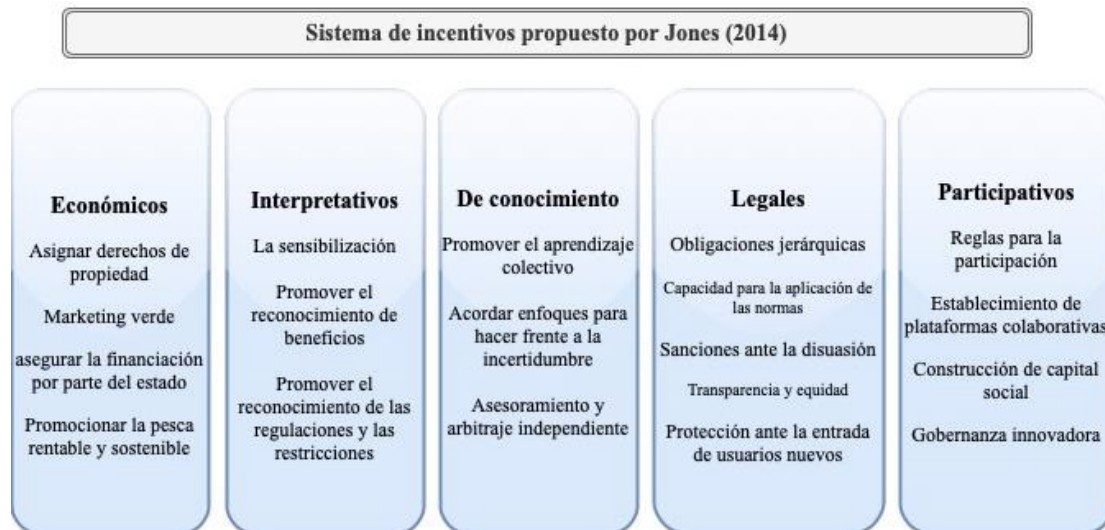 Sistema de incentivos propuesto por Jones (2014)
Económicos
Asignar derechos de
propiedad
Marketing verde
asegurar la financiación
por parte del estado
Promocionar la pesca
rentable y sostenible
Interpretativos
La sensibilización
Promover el
reconocimiento de
beneficios
Promover el
reconocimiento de las
regulaciones y las
restricciones
De conocimiento
Promover el aprendizaje
colectivo
Acordar enfoques para
hacer frente a la
incertidumbre
Asesoramiento y
arbitraje independiente
Legales
Obligaciones jerárquicas
Capacidad para la aplicación de
las normas
Sanciones ante la disuasión
Transparencia y equidad
Protección ante la entrada
de usuarios nuevos
Participativos
Reglas para la
participación
Establecimiento de
plataformas colaborativas
Construcción de capital
social
Gobernanza innovadora